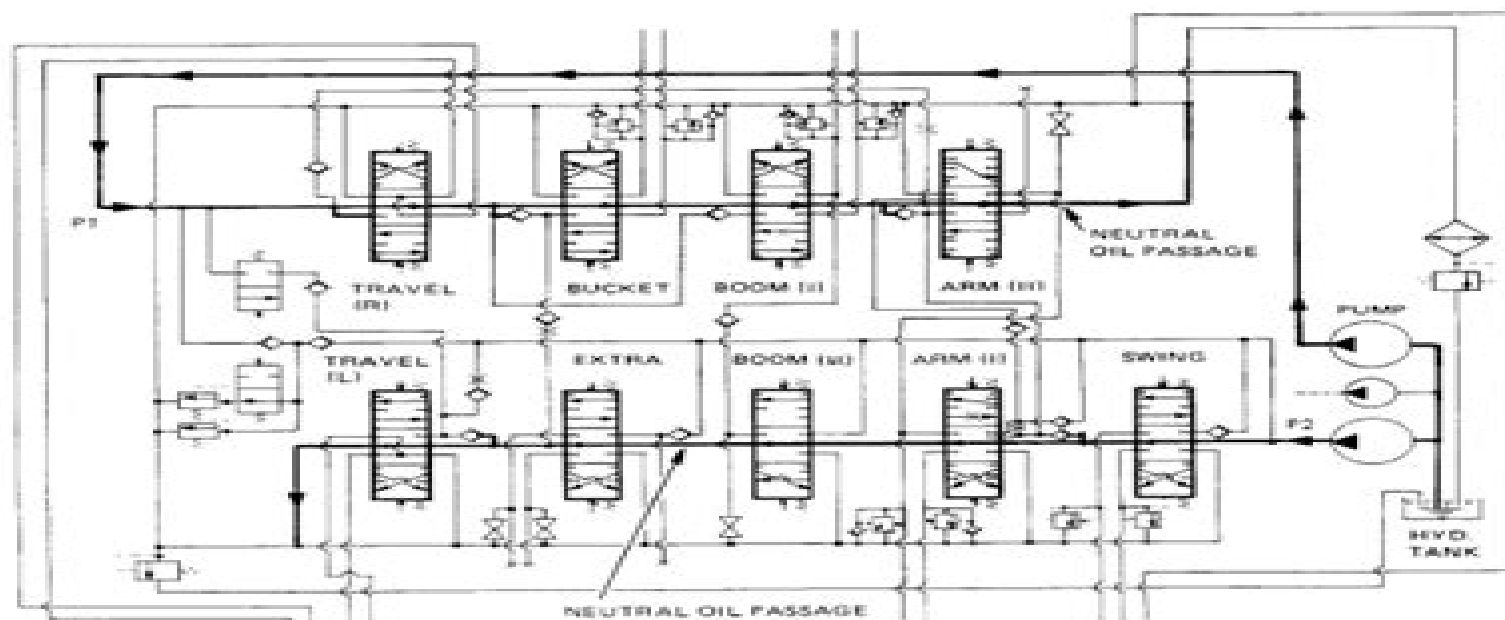 P1
NEUTRAL
OIL PASSAGE
TRAVEL
(R)
BUCKET
BOOM (I)
ARM (II)
PUMP
TRAVEL
(L)
EXTRA
BOOM (II)
ARM (I)
SWING
P2
HYD.
TANK
NEUTRAL OIL PASSAGE